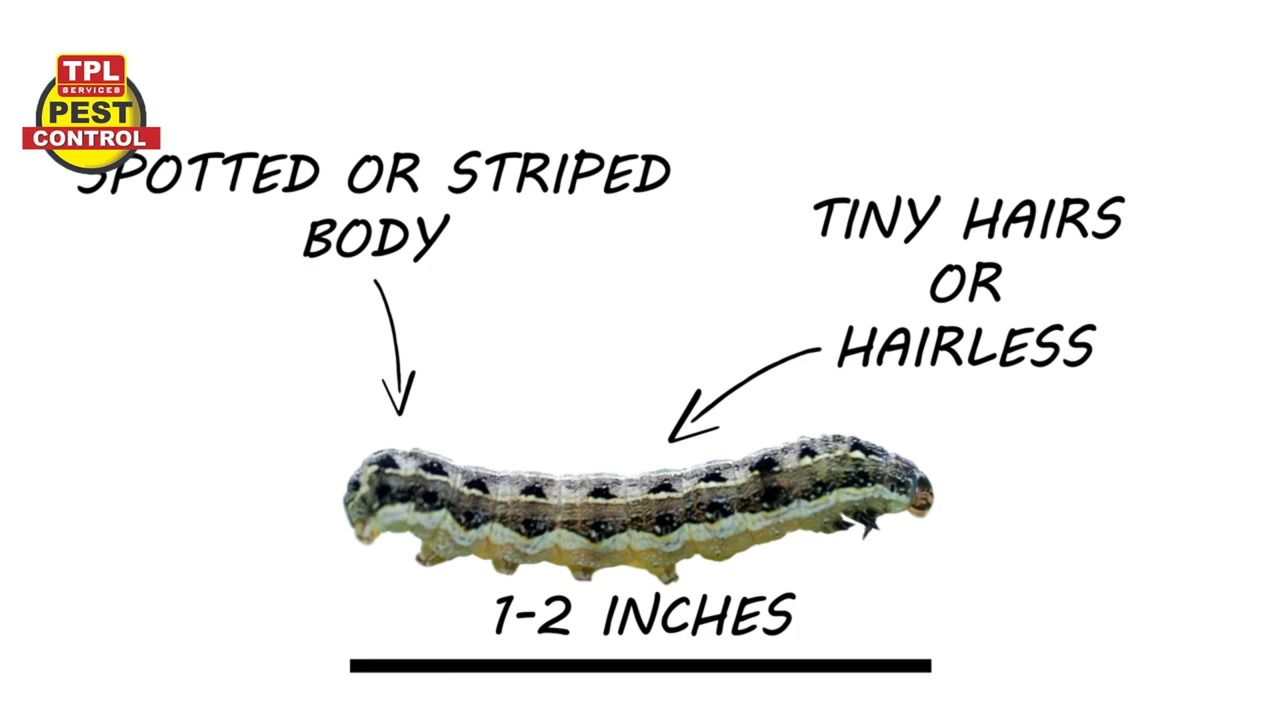 TPL
SERVICES
PEST
CONTROL
SPOTTED OR STRIPED
BODY
TINY HAIRS
OR
HAIRLESS
1-2 INCHES